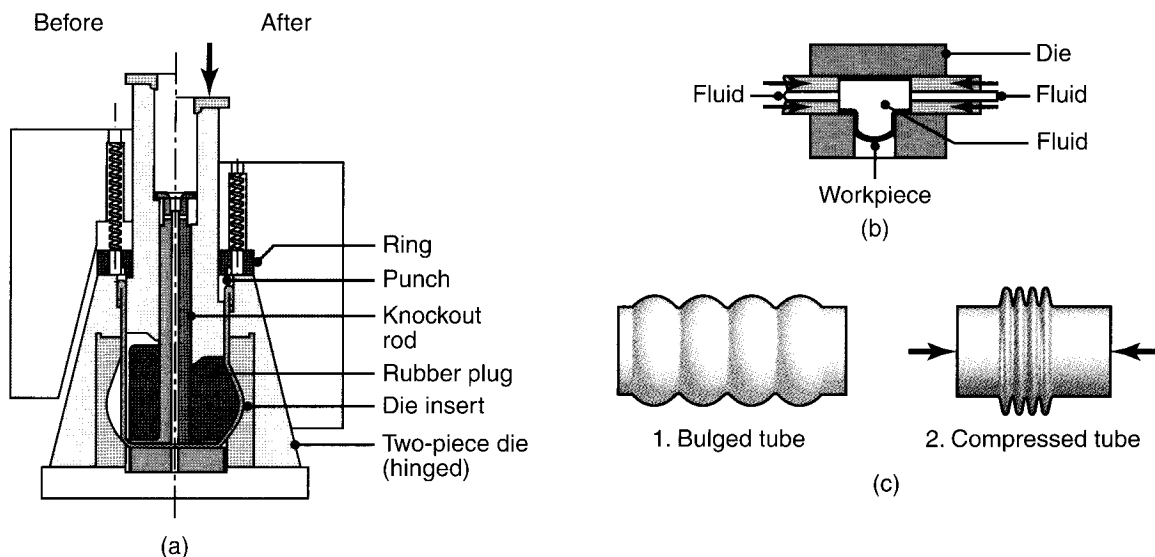 Before
After
Ring
Punch
Knockout
rod
Rubber plug
Die insert
Two-piece die
(hinged)
(a)
Die
Fluid
Fluid
Fluid
Workpiece
(b)
1. Bulged tube
2. Compressed tube
(c)